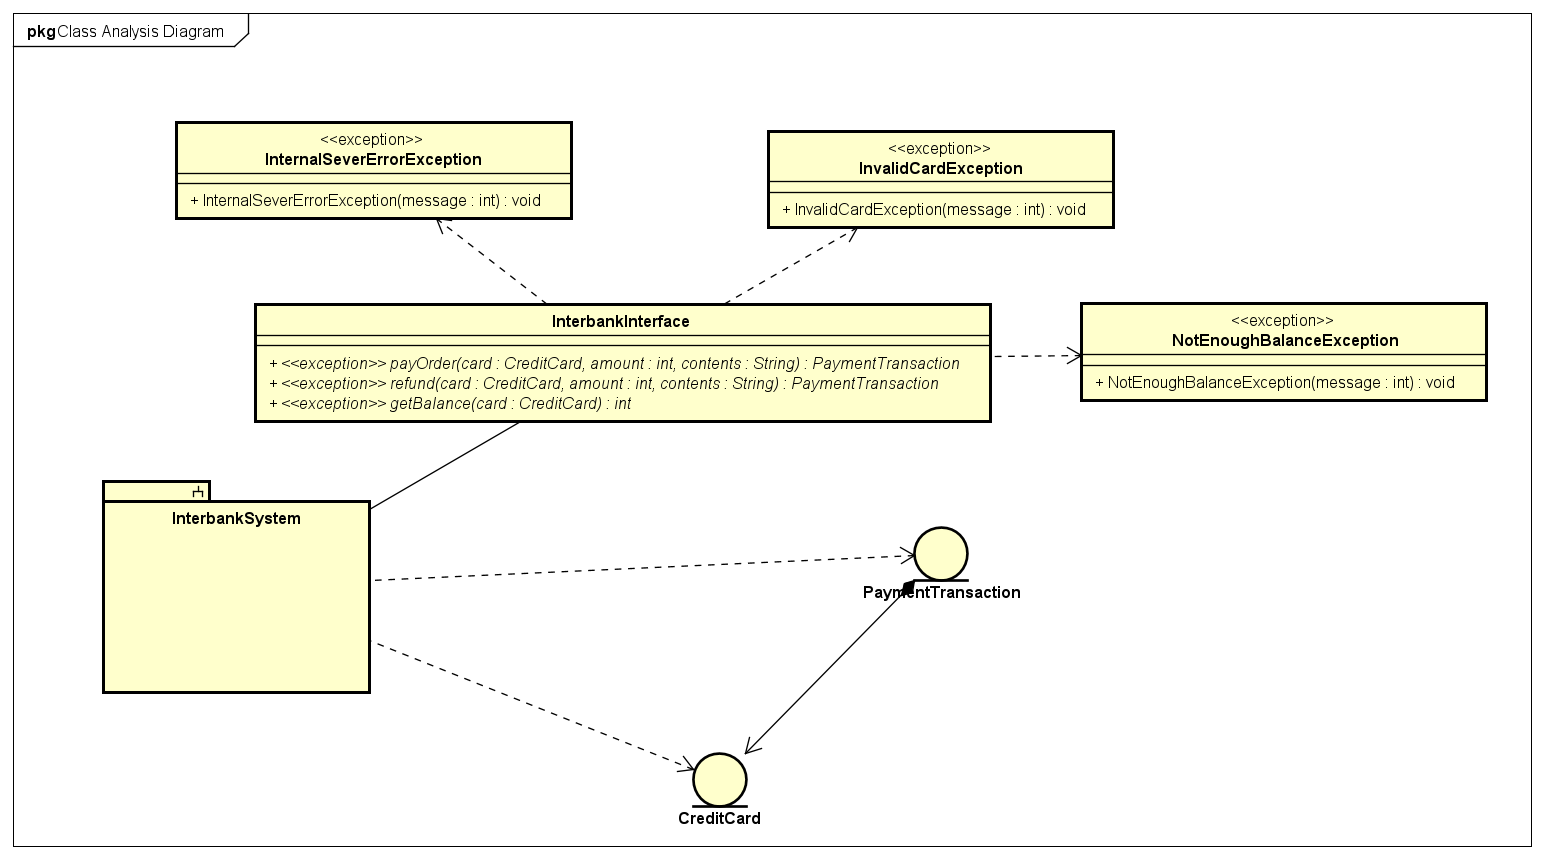 pkg Class Analysis Diagram
<<exception>>
InternalSeverErrorException
+ InternalSeverErrorException(message : int) : void
<<exception>>
InvalidCardException
+ InvalidCardException(message : int) : void
InterbankInterface
+ <<exception>> payOrder(card : CreditCard, amount : int, contents : String) : PaymentTransaction
+ <<exception>> refund(card : CreditCard, amount : int, contents : String) : PaymentTransaction
+ <<exception>> getBalance(card : CreditCard) : int
<<exception>>
NotEnoughBalanceException
+ NotEnoughBalanceException(message : int) : void
InterbankSystem
PaymentTransaction
CreditCard